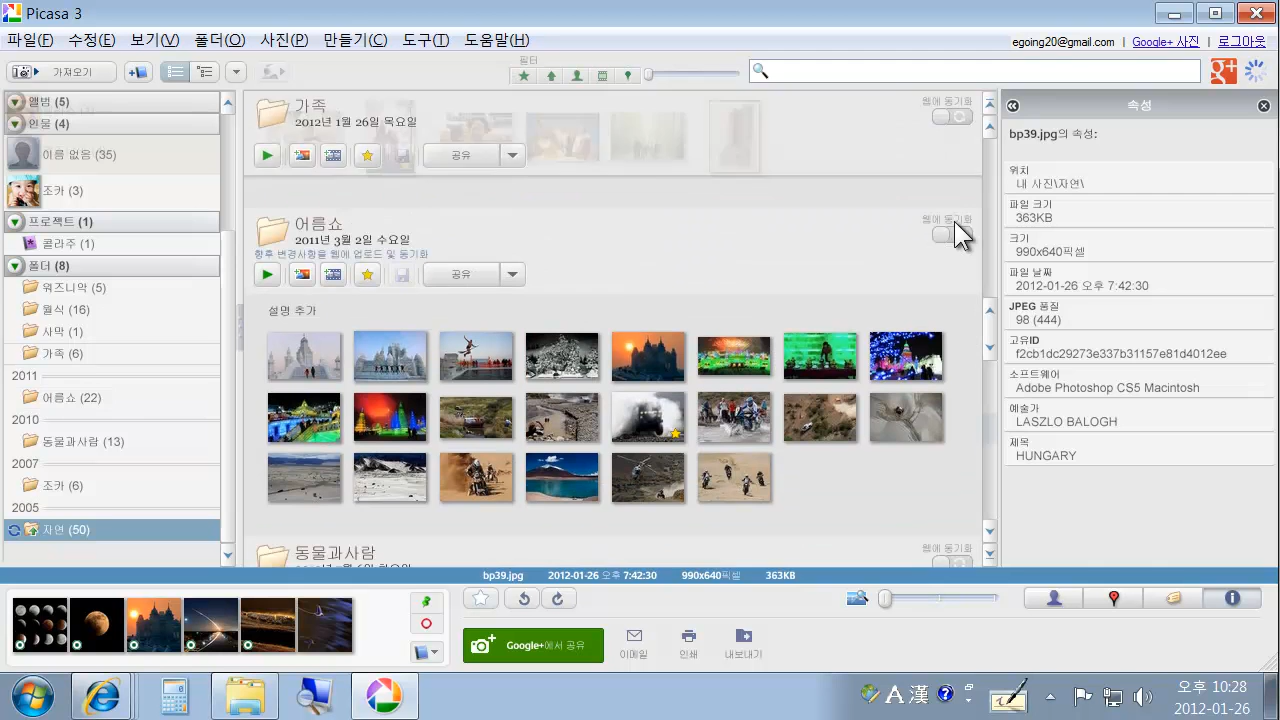 Picasa 3
파일(F) 수정(E) 보기(V) 폴더(O) 사진(P) 만들기(C) 도구(T) 도움말(H)
egoing20@gmail.com | Google+ 사진 | 로그아웃
가져오기
필터
앨범 (5)
인물 (4)
이름 없음 (35)
조카 (3)
프로젝트 (1)
콜라주 (1)
폴더 (8)
워즈니악 (5)
월식 (16)
사막 (1)
가족 (6)
2011
어름쇼 (22)
2010
동물과사람 (13)
2007
조카 (6)
2005
자연 (50)
가족
2012년 1월 26일 목요일
웹에 동기화
공유
어름쇼
2011년 3월 2일 수요일
향후 변경사항을 웹에 업로드 및 동기화
웹에 동기화
공유
설명 추가
동물과사람
웹에 동기화
속성
bp39.jpg의 속성:
위치
내 사진\자연\
파일 크기
363KB
크기
990x640픽셀
파일 날짜
2012-01-26 오후 7:42:30
JPEG 품질
98 (444)
고유ID
f2cb1dc29273e337b31157e81d4012ee
소프트웨어
Adobe Photoshop CS5 Macintosh
예술가
LASZLO BALOGH
제목
HUNGARY
bp39.jpg 2012-01-26 오후 7:42:30 990x640픽셀 363KB
Google+에서 공유
이메일
인쇄
내보내기
A 漢
오후 10:28
2012-01-26